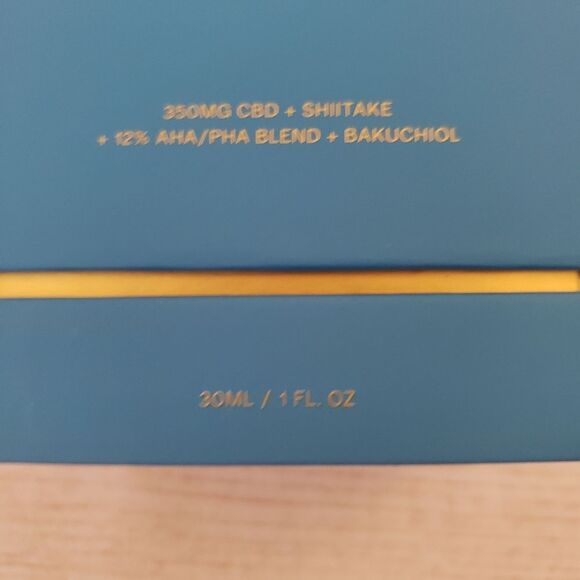 350MG CBD + SHIITAKE
+ 12% AHA/PHA BLEND + BAKUCHIOL
30ML / 1 FL. OZ